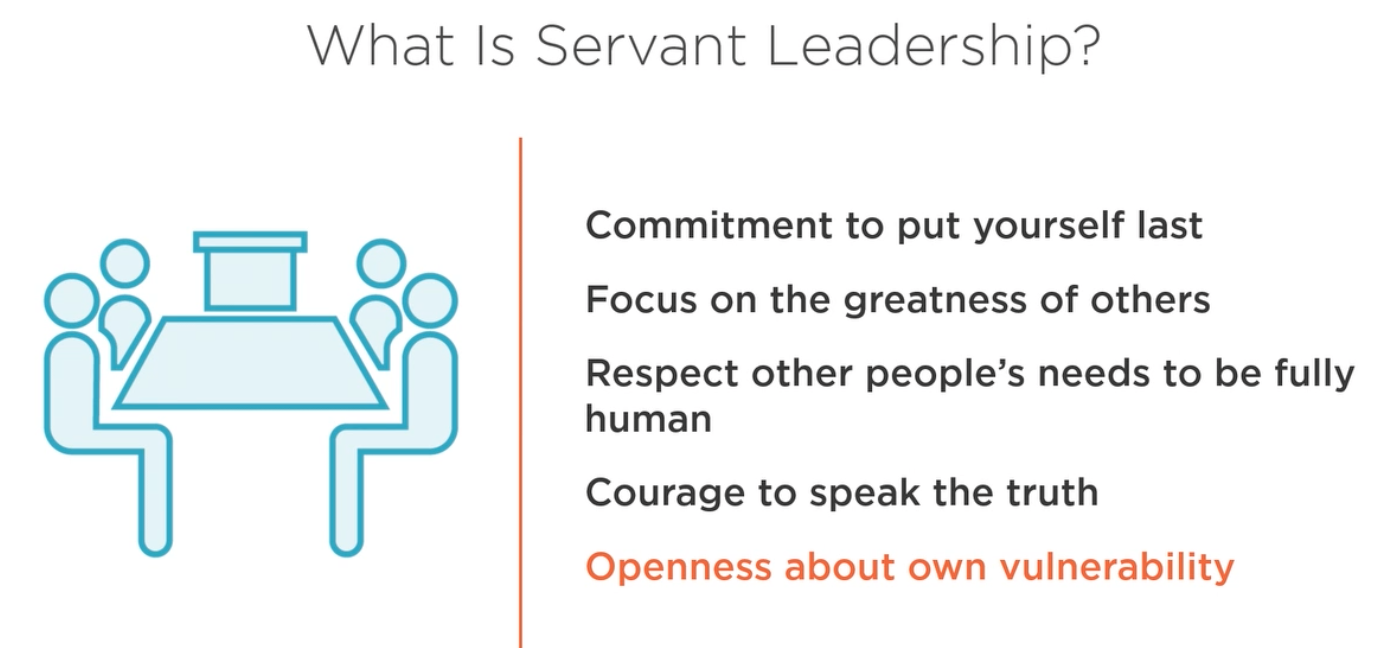 What Is Servant Leadership?
Commitment to put yourself last
Focus on the greatness of others
Respect other people’s needs to be fully
human
Courage to speak the truth
Openness about own vulnerability